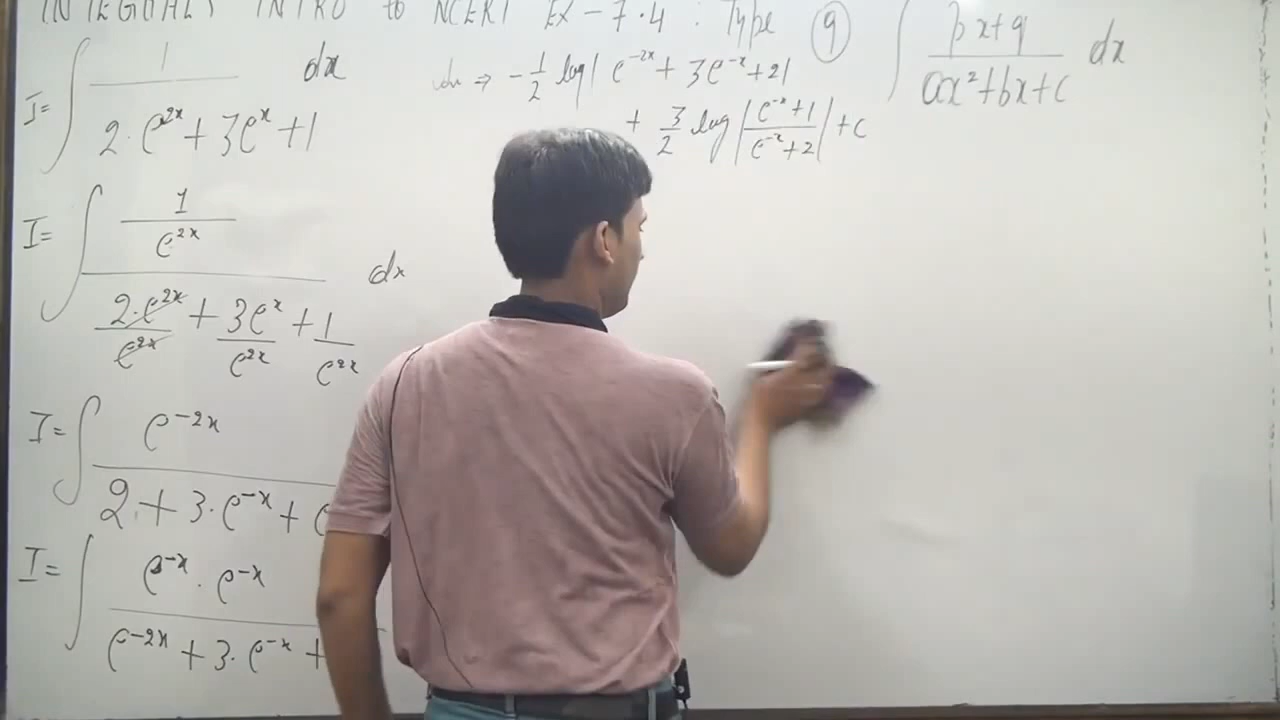 INTEGRALS INTRO to NCERT EX-7.4 : Type ⑨ ∫ px+q / ax²+bx+c dx
I= ∫ 1 / 2·e^2x + 3e^x + 1 dx
⇒ -1/2 log| e^-2x + 3e^-x + 2|
+ 3/2 log |e^-x + 1 / e^-x + 2| + c
I= ∫ 1/e^2x / 2·e^2x/e^2x + 3e^x/e^2x + 1/e^2x dx
I= ∫ e^-2x / 2 + 3·e^-x +
I= ∫ e^-x · e^-x / e^-2x + 3·e^-x +